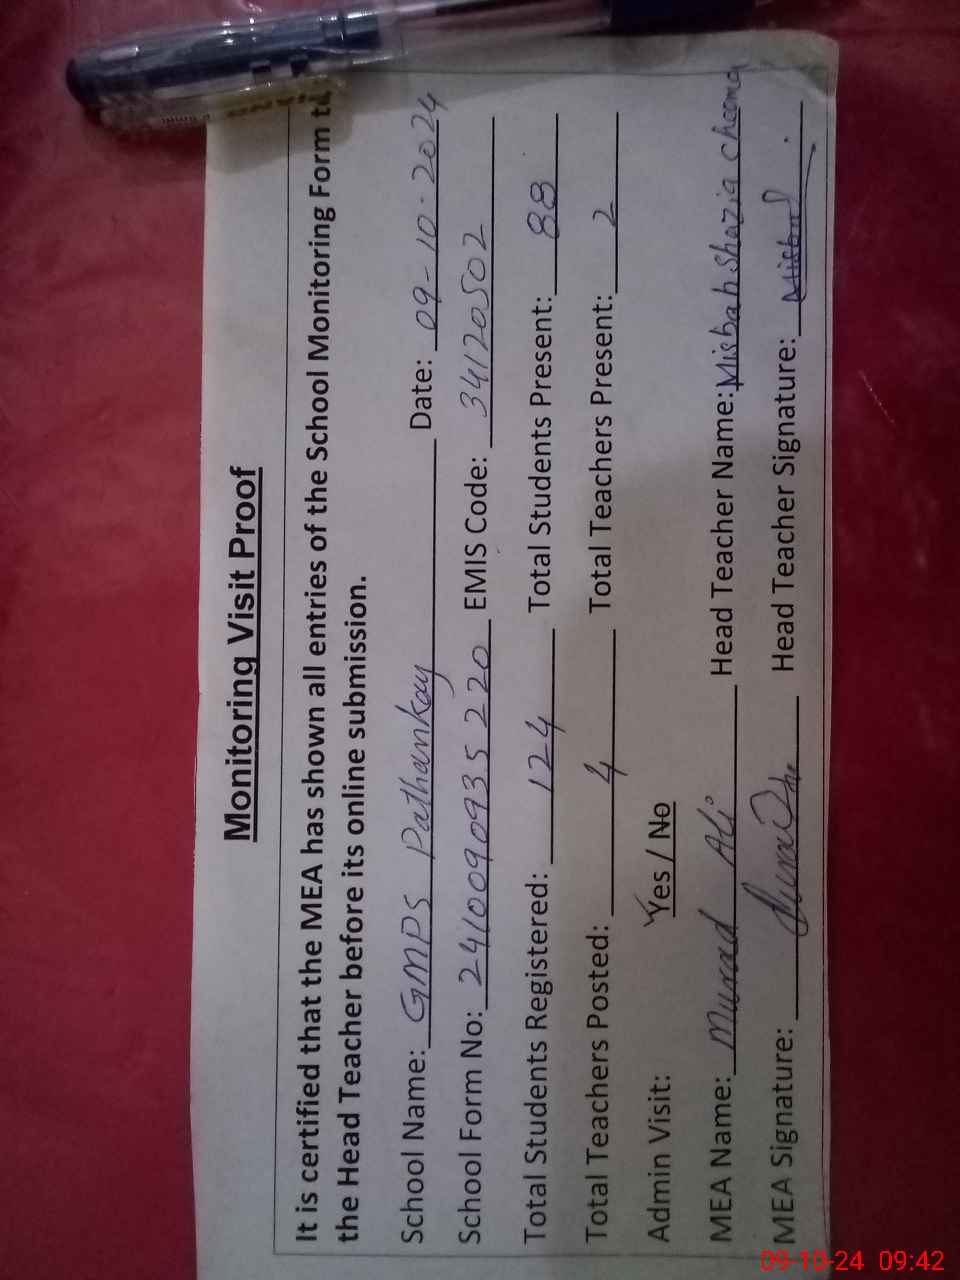 Monitoring Visit Proof
It is certified that the MEA has shown all entries of the School Monitoring Form to
the Head Teacher before its online submission.
School Name: GMPS Pathankay Date: 09-10-2024
School Form No: 2410090935220 EMIS Code: 34120502
Total Students Registered: 124 Total Students Present: 88
Total Teachers Posted: 4 Total Teachers Present: 2
Admin Visit: Yes / No
MEA Name: Murad Ali Head Teacher Name: Misbah Shazia Cheema
MEA Signature: Head Teacher Signature: Misbah
09-10-24 09:42